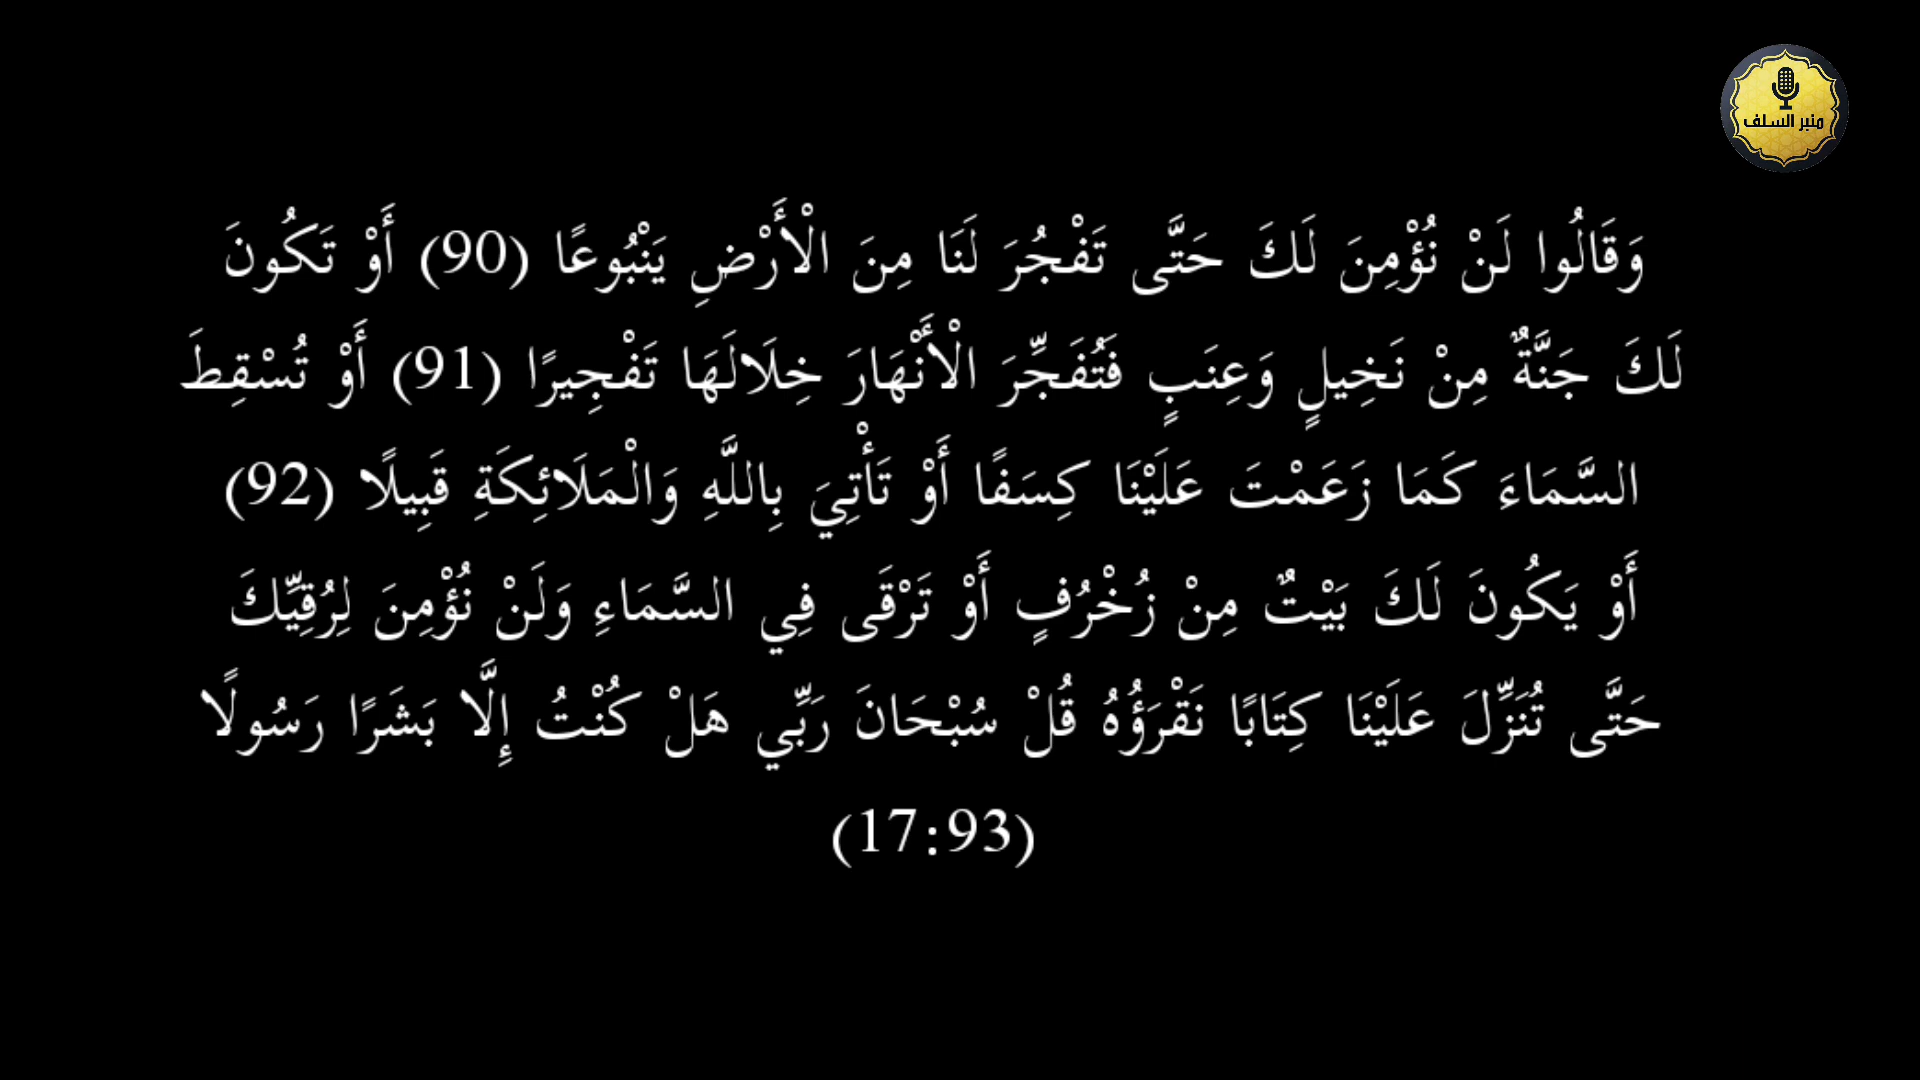 منبر السلف
وَقَالُوا لَنْ نُؤْمِنَ لَكَ حَتَّى تَفْجُرَ لَنَا مِنَ الْأَرْضِ يَنْبُوعًا (90) أَوْ تَكُونَ
لَكَ جَنَّةٌ مِنْ نَخِيلٍ وَعِنَبٍ فَتُفَجِّرَ الْأَنْهَارَ خِلَالَهَا تَفْجِيرًا (91) أَوْ تُسْقِطَ
السَّمَاءَ كَمَا زَعَمْتَ عَلَيْنَا كِسَفًا أَوْ تَأْتِيَ بِاللَّهِ وَالْمَلَائِكَةِ قَبِيلًا (92)
أَوْ يَكُونَ لَكَ بَيْتٌ مِنْ زُخْرُفٍ أَوْ تَرْقَى فِي السَّمَاءِ وَلَنْ نُؤْمِنَ لِرُقِيِّكَ
حَتَّى تُنَزِّلَ عَلَيْنَا كِتَابًا نَقْرَؤُهُ قُلْ سُبْحَانَ رَبِّي هَلْ كُنْتُ إِلَّا بَشَرًا رَسُولًا
(17:93)